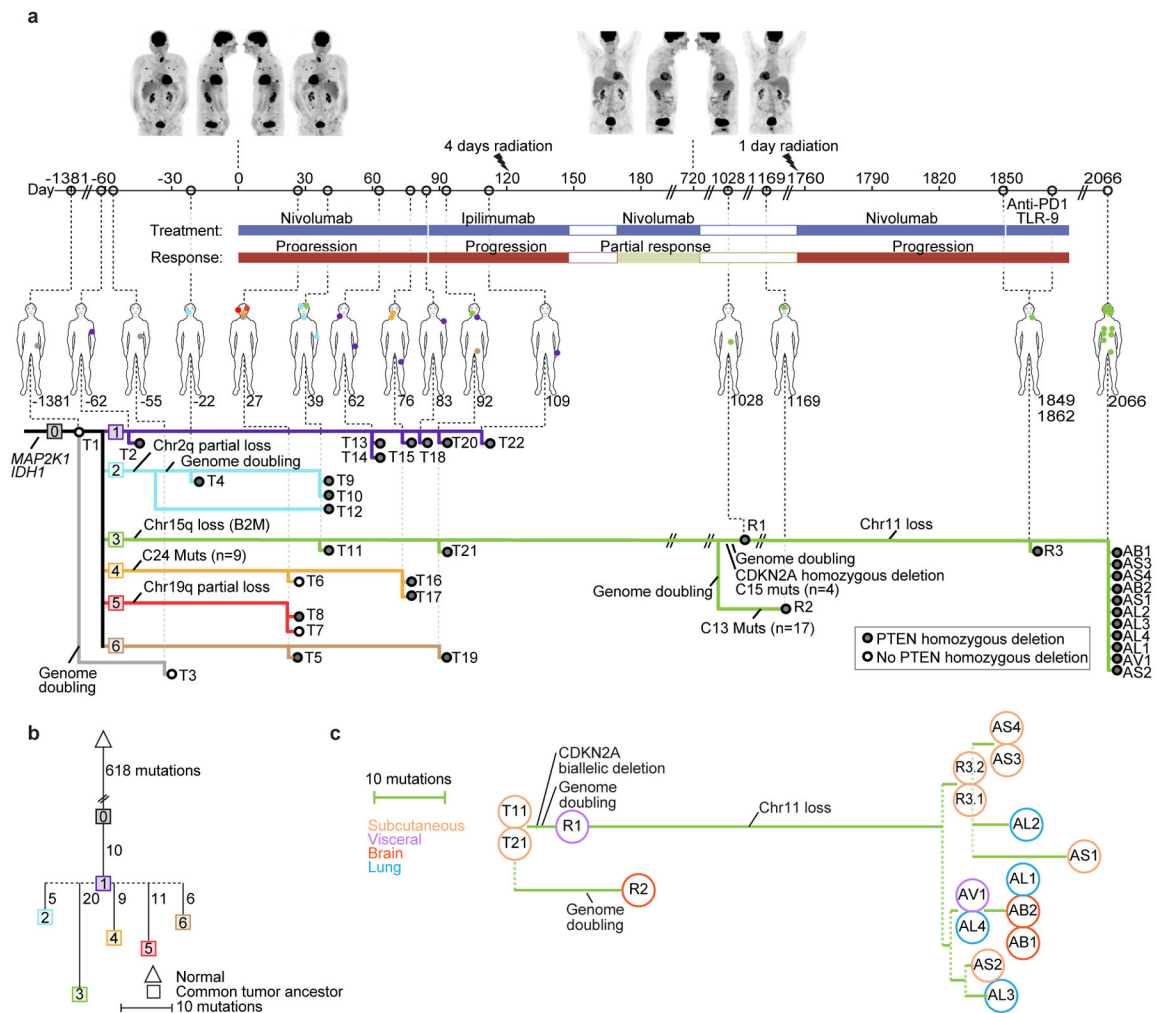 a
4 days radiation
1 day radiation
Day
-1381 -60 -30 0 30 60 90 120 150 720 1028 1169 1760 1790 1820 1850 2066
Anti-PD1
TLR-9
Treatment: Nivolumab Ipilimumab Nivolumab Nivolumab
Response: Progression Progression Partial response Progression
-1381 -62 -55 -22 27 39 62 76 83 92 109 1028 1169 1849 2066
1862
0
MAP2K1
IDH1
T1
1
T2
T13
T14
T15
T18
T20
T22
2
Chr2q partial loss
Genome doubling
T4
T9
T10
T12
3
Chr15q loss (B2M)
T11
T21
R1
Chr11 loss
Genome doubling
CDKN2A homozygous deletion
C15 muts (n=4)
Genome doubling
R2
C13 Muts (n=17)
R3
4
C24 Muts (n=9)
T6
T16
T17
5
Chr19q partial loss
T8
T7
6
T5
T19
Genome
doubling
T3
AB1
AS3
AS4
AB2
AS1
AL2
AL3
AL4
AL1
AV1
AS2
PTEN homozygous deletion
No PTEN homozygous deletion
b
618 mutations
0
10
1
5 20 9 11 6
2
3
4
5
6
Normal
Common tumor ancestor
10 mutations
c
10 mutations
Subcutaneous
Visceral
Brain
Lung
CDKN2A
biallelic deletion
Genome
doubling
T11
T21
R1
Chr11 loss
R2
Genome
doubling
R3.2
R3.1
AS4
AS3
AL2
AS1
AV1
AL4
AL1
AB2
AB1
AS2
AL3